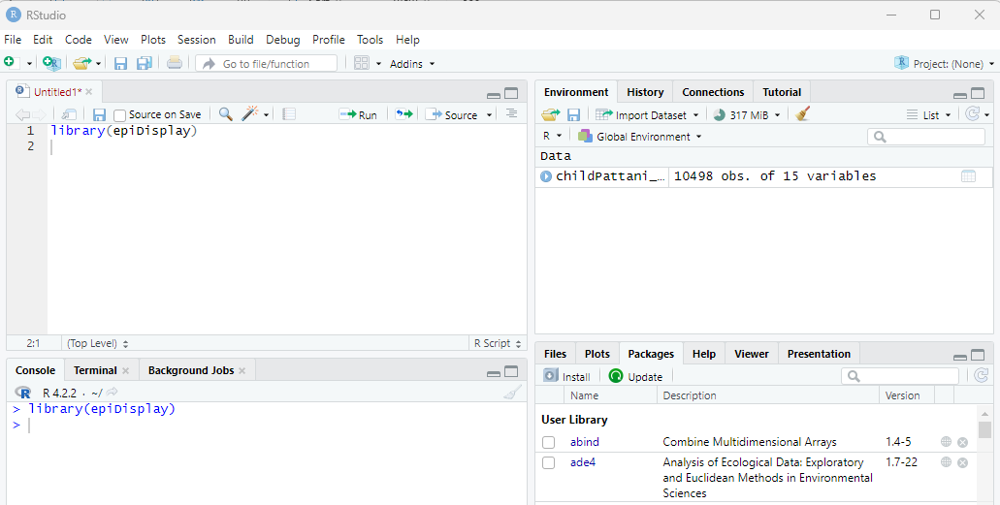 RStudio
File Edit Code View Plots Session Build Debug Profile Tools Help
Go to file/function Addins Project: (None)
Untitled1*
Source on Save Run Source
1 library(epiDisplay)
2
2:1 (Top Level) R Script
Console Terminal Background Jobs
R 4.2.2 · ~/
> library(epiDisplay)
>
Environment History Connections Tutorial
Import Dataset 317 MiB List
R Global Environment
Data
childPattani_… 10498 obs. of 15 variables
Files Plots Packages Help Viewer Presentation
Install Update
Name Description Version
User Library
abind Combine Multidimensional Arrays 1.4-5
ade4 Analysis of Ecological Data: Exploratory 1.7-22
and Euclidean Methods in Environmental
Sciences